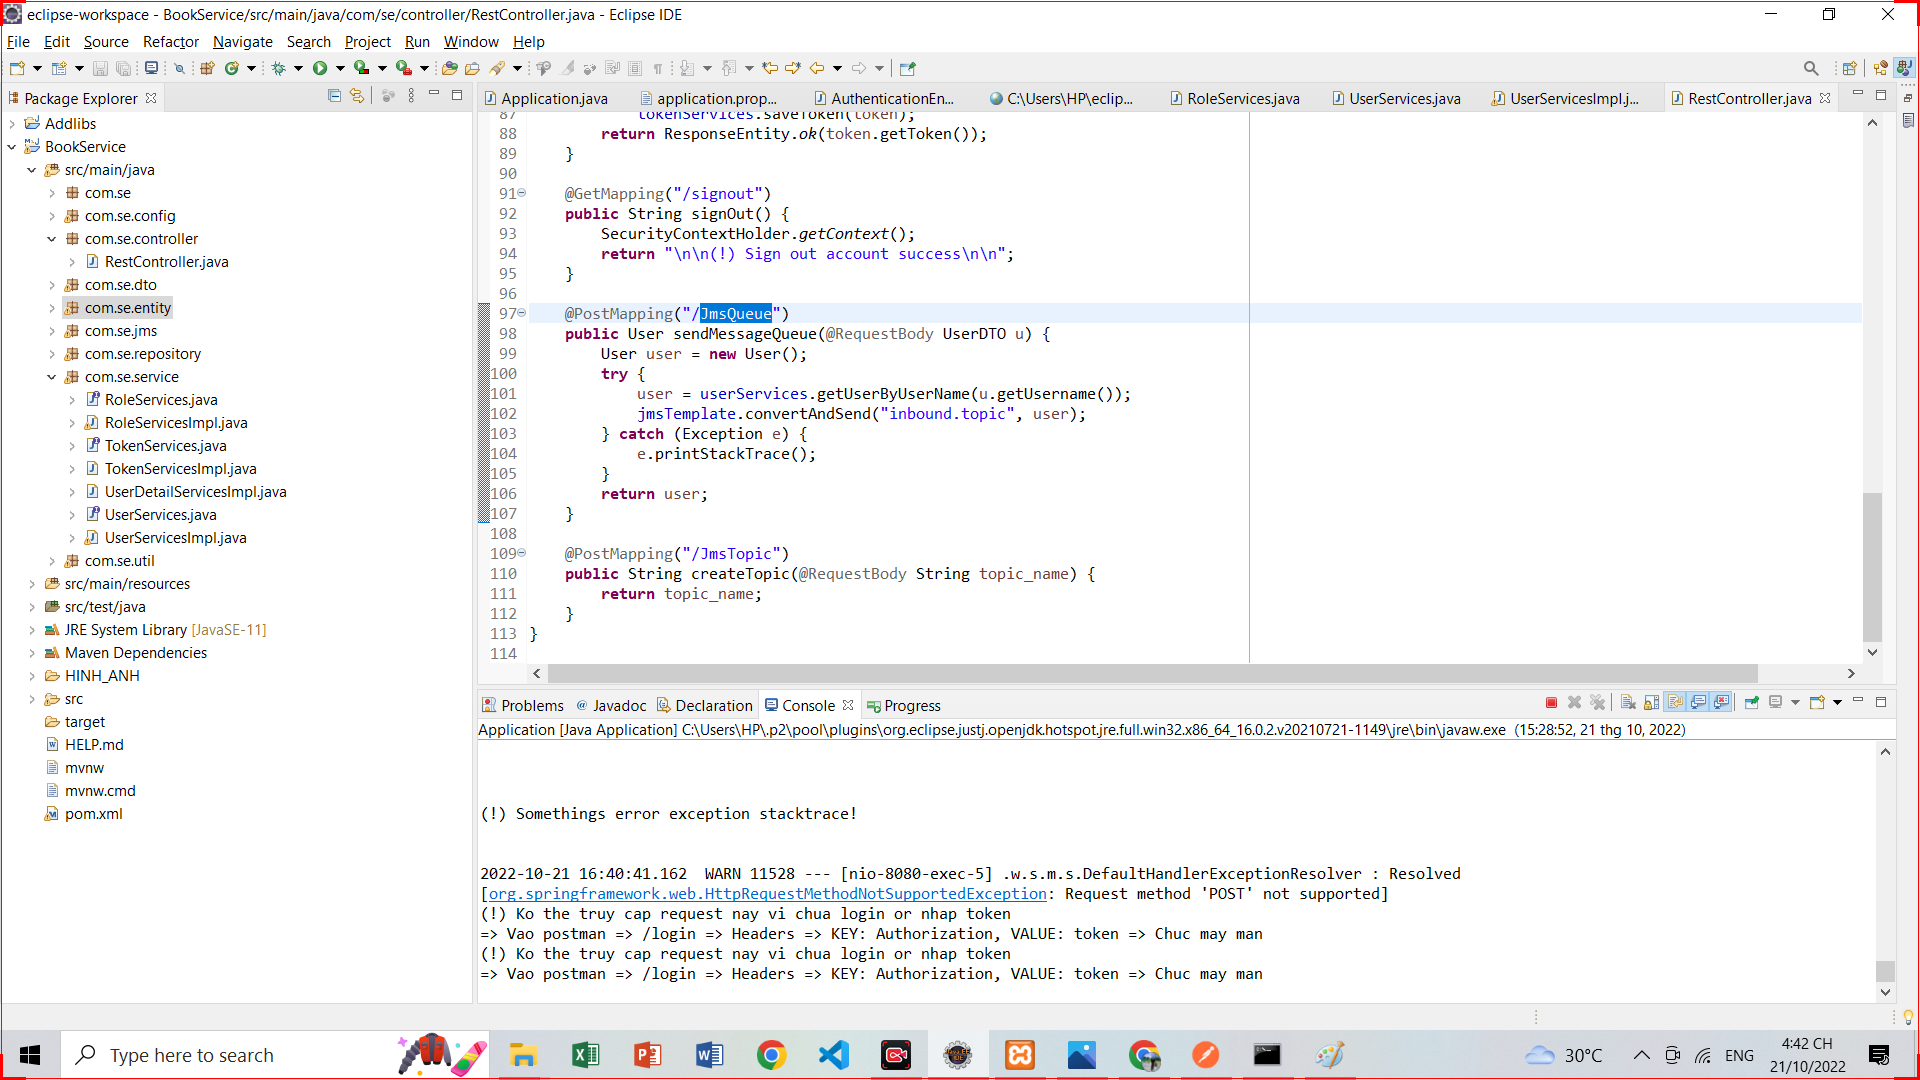 eclipse-workspace - BookService/src/main/java/com/se/controller/RestController.java - Eclipse IDE
File Edit Source Refactor Navigate Search Project Run Window Help
Package Explorer
Application.java application.prop... AuthenticationEn... C:\Users\HP\eclip... RoleServices.java UserServices.java UserServicesImpl.j... RestController.java
Addlibs
BookService
src/main/java
com.se
com.se.config
com.se.controller
RestController.java
com.se.dto
com.se.entity
com.se.jms
com.se.repository
com.se.service
RoleServices.java
RoleServicesImpl.java
TokenServices.java
TokenServicesImpl.java
UserDetailServicesImpl.java
UserServices.java
UserServicesImpl.java
com.se.util
src/main/resources
src/test/java
JRE System Library [JavaSE-11]
Maven Dependencies
HINH_ANH
src
target
HELP.md
mvnw
mvnw.cmd
pom.xml
87 tokenServices.saveToken(token);
88 return ResponseEntity.ok(token.getToken());
89 }
90
91 @GetMapping("/signout")
92 public String signOut() {
93 SecurityContextHolder.getContext();
94 return "\n\n(!) Sign out account success\n\n";
95 }
96
97 @PostMapping("/JmsQueue")
98 public User sendMessageQueue(@RequestBody UserDTO u) {
99 User user = new User();
100 try {
101 user = userServices.getUserByUserName(u.getUsername());
102 jmsTemplate.convertAndSend("inbound.topic", user);
103 } catch (Exception e) {
104 e.printStackTrace();
105 }
106 return user;
107 }
108
109 @PostMapping("/JmsTopic")
110 public String createTopic(@RequestBody String topic_name) {
111 return topic_name;
112 }
113 }
114
Problems @ Javadoc Declaration Console Progress
Application [Java Application] C:\Users\HP\.p2\pool\plugins\org.eclipse.justj.openjdk.hotspot.jre.full.win32.x86_64_16.0.2.v20210721-1149\jre\bin\javaw.exe (15:28:52, 21 thg 10, 2022)
(!) Somethings error exception stacktrace!
2022-10-21 16:40:41.162 WARN 11528 --- [nio-8080-exec-5] .w.s.m.s.DefaultHandlerExceptionResolver : Resolved
[org.springframework.web.HttpRequestMethodNotSupportedException: Request method 'POST' not supported]
(!) Ko the truy cap request nay vi chua login or nhap token
=> Vao postman => /login => Headers => KEY: Authorization, VALUE: token => Chuc may man
(!) Ko the truy cap request nay vi chua login or nhap token
=> Vao postman => /login => Headers => KEY: Authorization, VALUE: token => Chuc may man
Type here to search
30°C
ENG
4:42 CH
21/10/2022